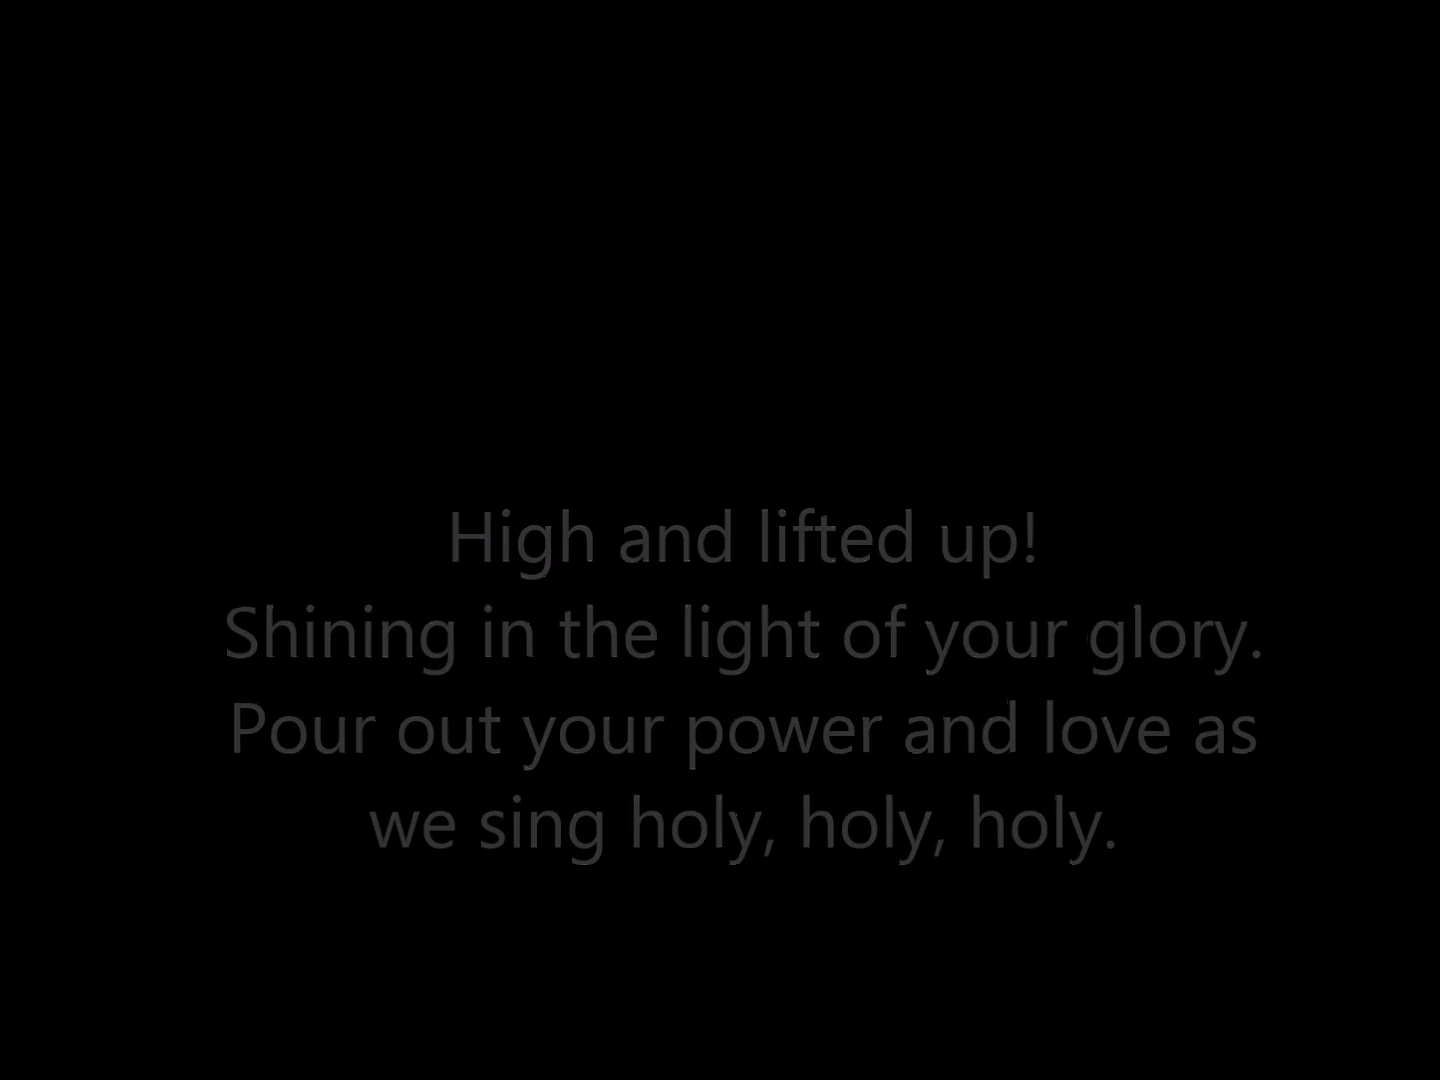 High and lifted up!
Shining in the light of your glory.
Pour out your power and love as
we sing holy, holy, holy.